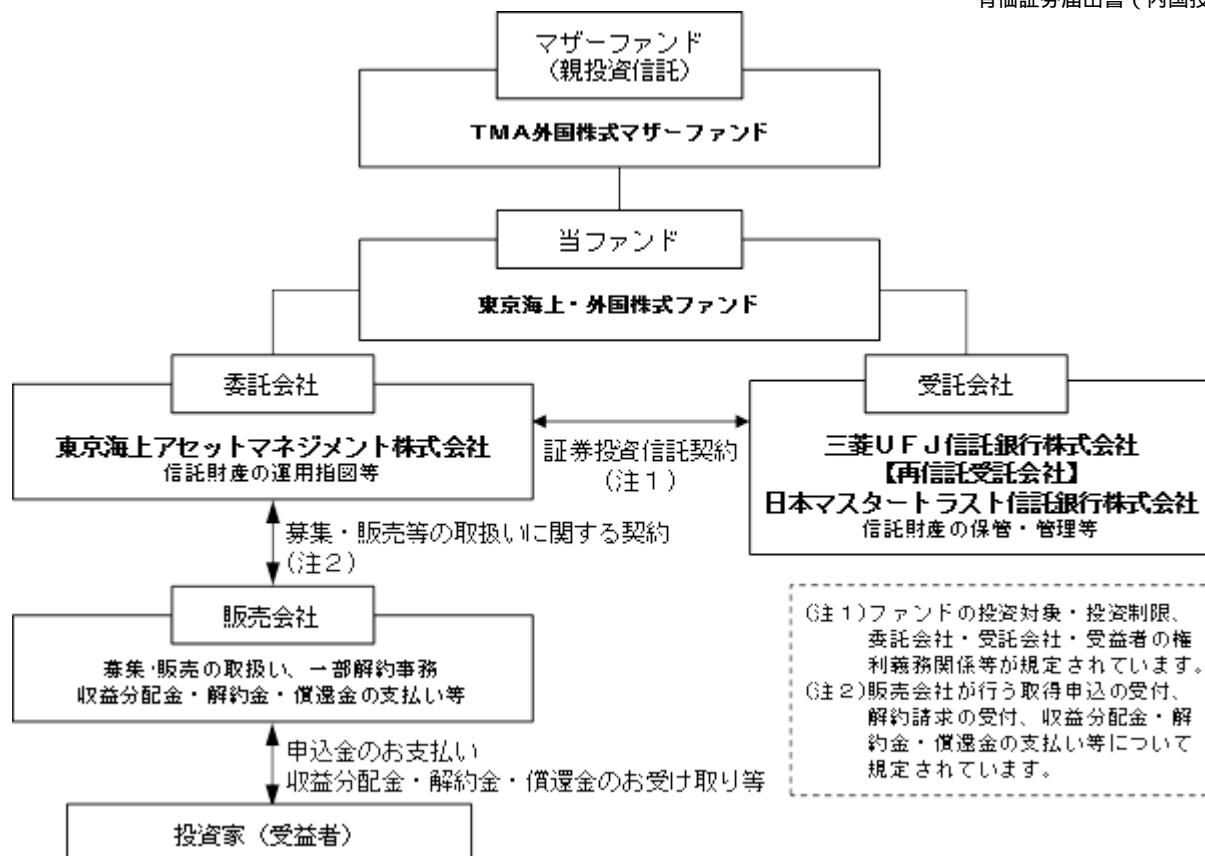 有価証券届出書（内国投
マザーファンド
（親投資信託）
ＴＭＡ外国株式マザーファンド
当ファンド
東京海上・外国株式ファンド
委託会社
東京海上アセットマネジメント株式会社
信託財産の運用指図等
証券投資信託契約
（注１）
受託会社
三菱ＵＦＪ信託銀行株式会社
【再信託受託会社】
日本マスタートラスト信託銀行株式会社
信託財産の保管・管理等
募集・販売等の取扱いに関する契約
（注２）
販売会社
募集・販売の取扱い、一部解約事務
収益分配金・解約金・償還金の支払い等
（注１）ファンドの投資対象・投資制限、
委託会社・受託会社・受益者の権
利義務関係等が規定されています。
（注２）販売会社が行う取得申込の受付、
解約請求の受付、収益分配金・解
約金・償還金の支払い等について
規定されています。
申込金のお支払い
収益分配金・解約金・償還金のお受け取り等
投資家（受益者）